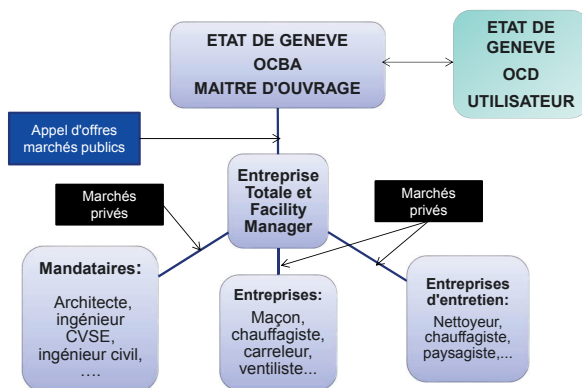 ETAT DE GENEVE
OCBA
MAITRE D'OUVRAGE
ETAT DE
GENEVE
OCD
UTILISATEUR
Appel d'offres
marchés publics
Entreprise
Totale et
Facility
Manager
Marchés
privés
Marchés
privés
Mandataires:
Architecte,
ingénieur
CVSE,
ingénieur civil,
....
Entreprises:
Maçon,
chauffagiste,
carreleur,
ventiliste...
Entreprises
d'entretien:
Nettoyeur,
chauffagiste,
paysagiste,...